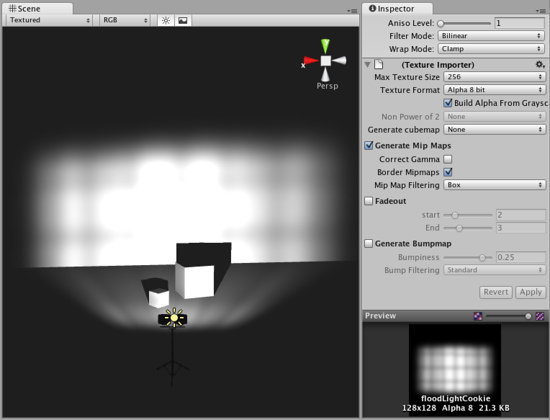 Scene
Textured
RGB
x
Persp
Inspector
Aniso Level:
1
Filter Mode: Bilinear
Wrap Mode: Clamp
(Texture Importer)
Max Texture Size 256
Texture Format Alpha 8 bit
Build Alpha From Graysc
Non Power of 2 None
Generate cubemap None
Generate Mip Maps
Correct Gamma
Border Mipmaps
Mip Map Filtering Box
Fadeout
start 2
End 3
Generate Bumpmap
Bumpiness 0.25
Bump Filtering Standard
Revert Apply
Preview
floodLightCookie
128x128 Alpha 8 21.3 KB